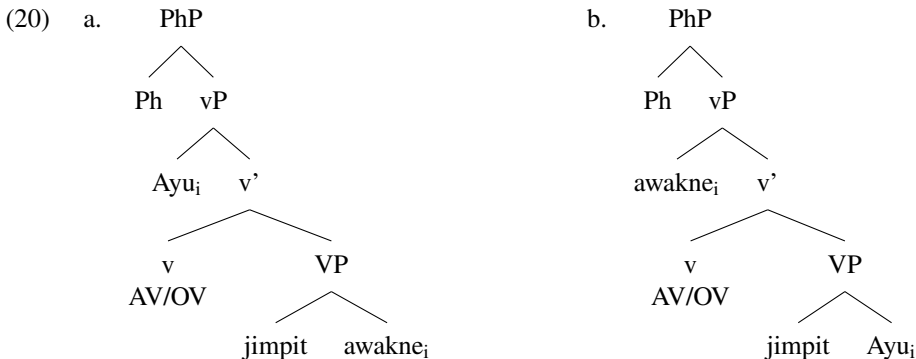 (20) a. PhP b. PhP
Ph vP Ph vP
Ayui v' awaknei v'
v VP v VP
AV/OV AV/OV
jimpit awaknei jimpit Ayui